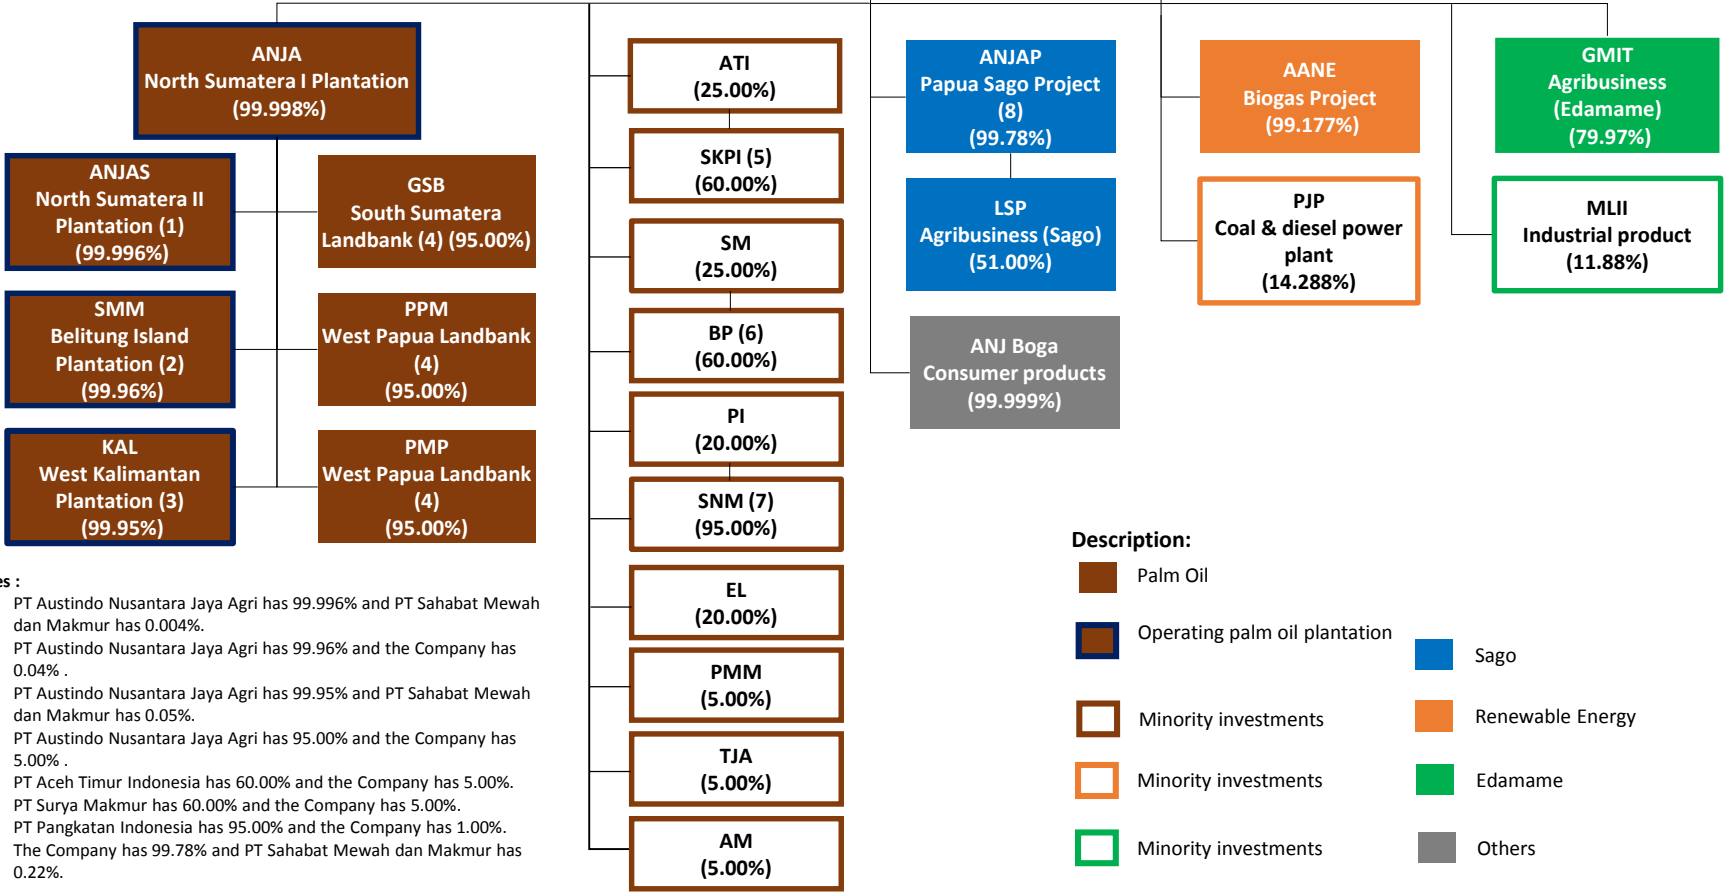 ANJA
North Sumatera I Plantation
(99.998%)
ANJAS
North Sumatera II
Plantation (1)
(99.996%)
GSB
South Sumatera
Landbank (4) (95.00%)
SMM
Belitung Island
Plantation (2)
(99.96%)
PPM
West Papua Landbank
(4)
(95.00%)
KAL
West Kalimantan
Plantation (3)
(99.95%)
PMP
West Papua Landbank
(4)
(95.00%)
ATI
(25.00%)
SKPI (5)
(60.00%)
SM
(25.00%)
BP (6)
(60.00%)
PI
(20.00%)
SNM (7)
(95.00%)
EL
(20.00%)
PMM
(5.00%)
TJA
(5.00%)
AM
(5.00%)
ANJAP
Papua Sago Project
(8)
(99.78%)
LSP
Agribusiness (Sago)
(51.00%)
ANJ Boga
Consumer products
(99.999%)
AANE
Biogas Project
(99.177%)
PJP
Coal & diesel power
plant
(14.288%)
GMIT
Agribusiness
(Edamame)
(79.97%)
MLII
Industrial product
(11.88%)
es :
PT Austindo Nusantara Jaya Agri has 99.996% and PT Sahabat Mewah
dan Makmur has 0.004%.
PT Austindo Nusantara Jaya Agri has 99.96% and the Company has
0.04% .
PT Austindo Nusantara Jaya Agri has 99.95% and PT Sahabat Mewah
dan Makmur has 0.05%.
PT Austindo Nusantara Jaya Agri has 95.00% and the Company has
5.00% .
PT Aceh Timur Indonesia has 60.00% and the Company has 5.00%.
PT Surya Makmur has 60.00% and the Company has 5.00%.
PT Pangkatan Indonesia has 95.00% and the Company has 1.00%.
The Company has 99.78% and PT Sahabat Mewah dan Makmur has
0.22%.
Description:
Palm Oil
Operating palm oil plantation
Minority investments
Minority investments
Minority investments
Sago
Renewable Energy
Edamame
Others